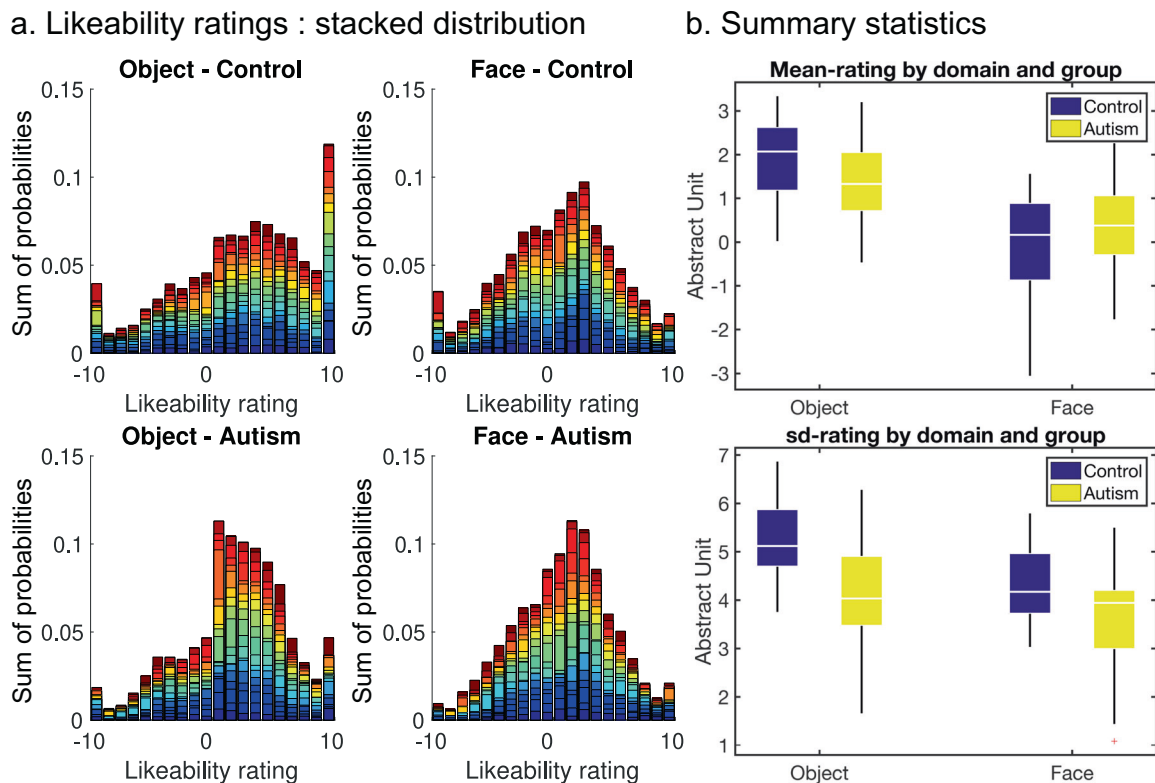 a. Likeability ratings : stacked distribution
Object - Control
0.15
0.1
0.05
0
Sum of probabilities
-10
0
10
Likeability rating
Face - Control
0.15
0.1
0.05
0
Sum of probabilities
-10
0
10
Likeability rating
Object - Autism
0.15
0.1
0.05
0
Sum of probabilities
-10
0
10
Likeability rating
Face - Autism
0.15
0.1
0.05
0
Sum of probabilities
-10
0
10
Likeability rating
b. Summary statistics
Mean-rating by domain and group
Control
Autism
3
2
1
0
-1
-2
-3
Abstract Unit
Object
Face
sd-rating by domain and group
Control
Autism
7
6
5
4
3
2
1
Abstract Unit
Object
Face